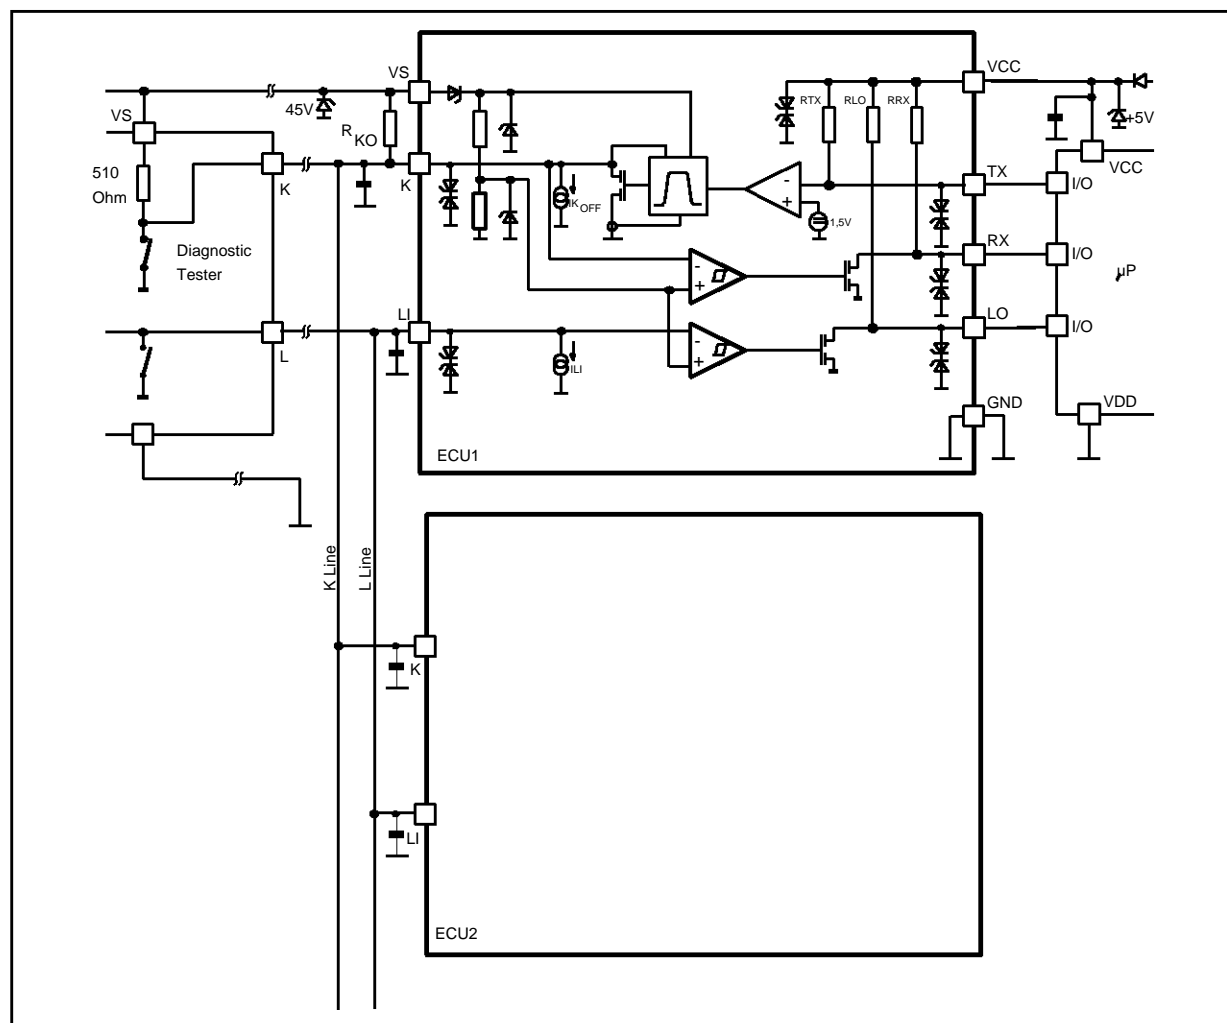 VS
VCC
45V
RTX
RLO
RRX
+5V
VS
R
KO
VCC
510
Ohm
K
K
TX
I/O
IK
OFF
-
+
1,5V
Diagnostic
Tester
RX
I/O
µP
-
+
LI
LO
I/O
L
-
+
ILI
GND
VDD
ECU1
K Line
L Line
K
LI
ECU2